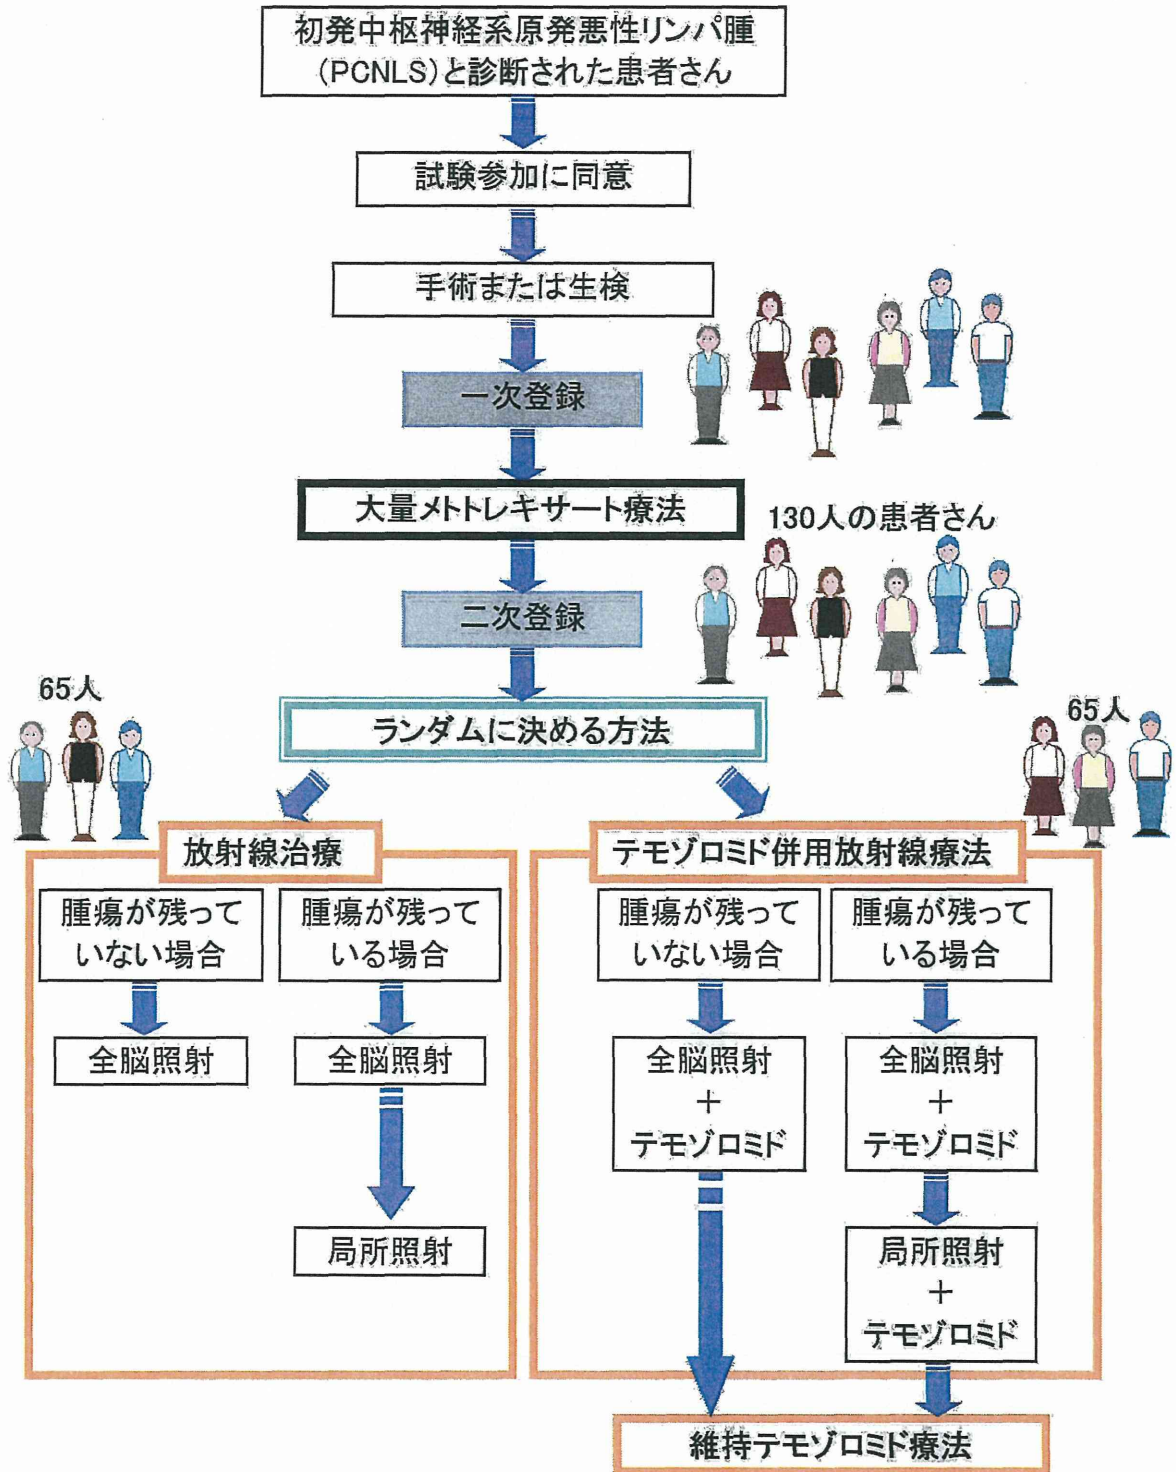 初発中枢神経系原発悪性リンパ腫
(PCNLS)と診断された患者さん
試験参加に同意
手術または生検
一次登録
大量メトトレキサート療法
130人の患者さん
二次登録
65人
ランダムに決める方法
65人
放射線治療
腫瘍が残って
いない場合
腫瘍が残って
いる場合
全脳照射
全脳照射
局所照射
テモゾロミド併用放射線療法
腫瘍が残って
いない場合
腫瘍が残って
いる場合
全脳照射
+
テモゾロミド
全脳照射
+
テモゾロミド
局所照射
+
テモゾロミド
維持テモゾロミド療法